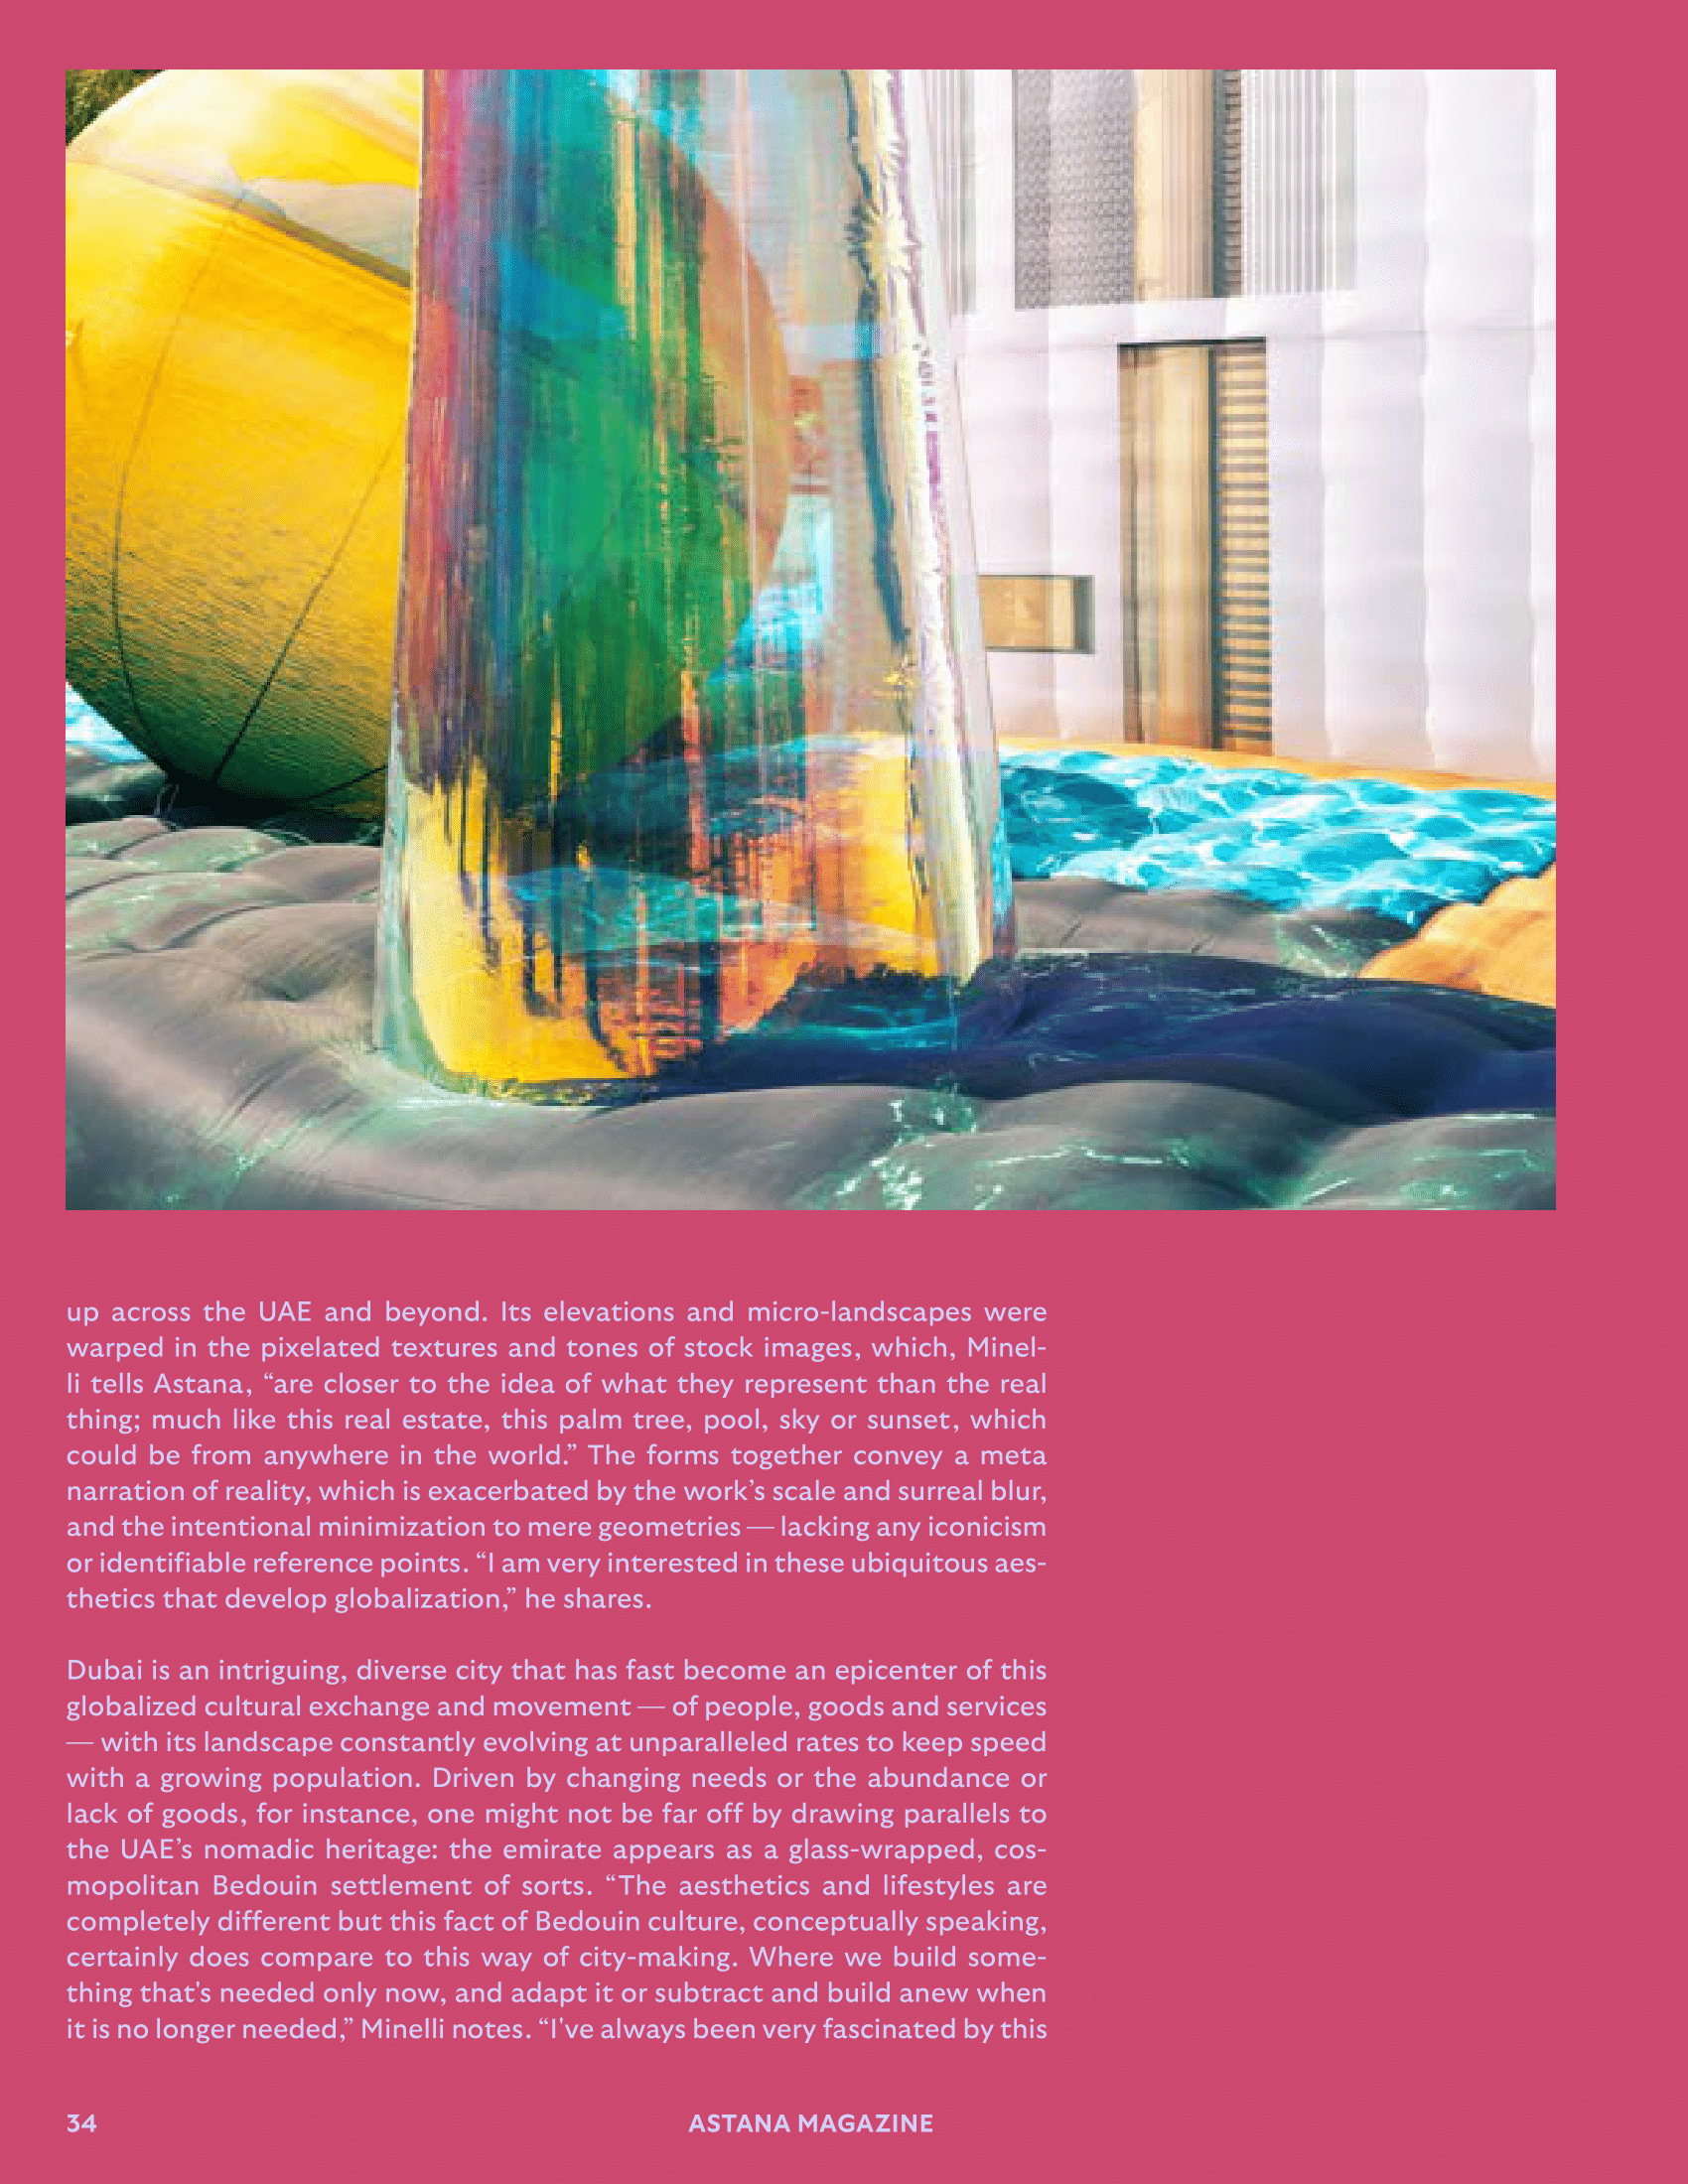 up across the UAE and beyond. Its elevations and micro-landscapes were
warped in the pixelated textures and tones of stock images, which, Minel-
li tells Astana, “are closer to the idea of what they represent than the real
thing; much like this real estate, this palm tree, pool, sky or sunset, which
could be from anywhere in the world.” The forms together convey a meta
narration of reality, which is exacerbated by the work’s scale and surreal blur,
and the intentional minimization to mere geometries — lacking any iconicism
or identifiable reference points. “I am very interested in these ubiquitous aes-
thetics that develop globalization,” he shares.
Dubai is an intriguing, diverse city that has fast become an epicenter of this
globalized cultural exchange and movement — of people, goods and services
— with its landscape constantly evolving at unparalleled rates to keep speed
with a growing population. Driven by changing needs or the abundance or
lack of goods, for instance, one might not be far off by drawing parallels to
the UAE’s nomadic heritage: the emirate appears as a glass-wrapped, cos-
mopolitan Bedouin settlement of sorts. “The aesthetics and lifestyles are
completely different but this fact of Bedouin culture, conceptually speaking,
certainly does compare to this way of city-making. Where we build some-
thing that's needed only now, and adapt it or subtract and build anew when
it is no longer needed,” Minelli notes. “I've always been very fascinated by this
34
ASTANA MAGAZINE